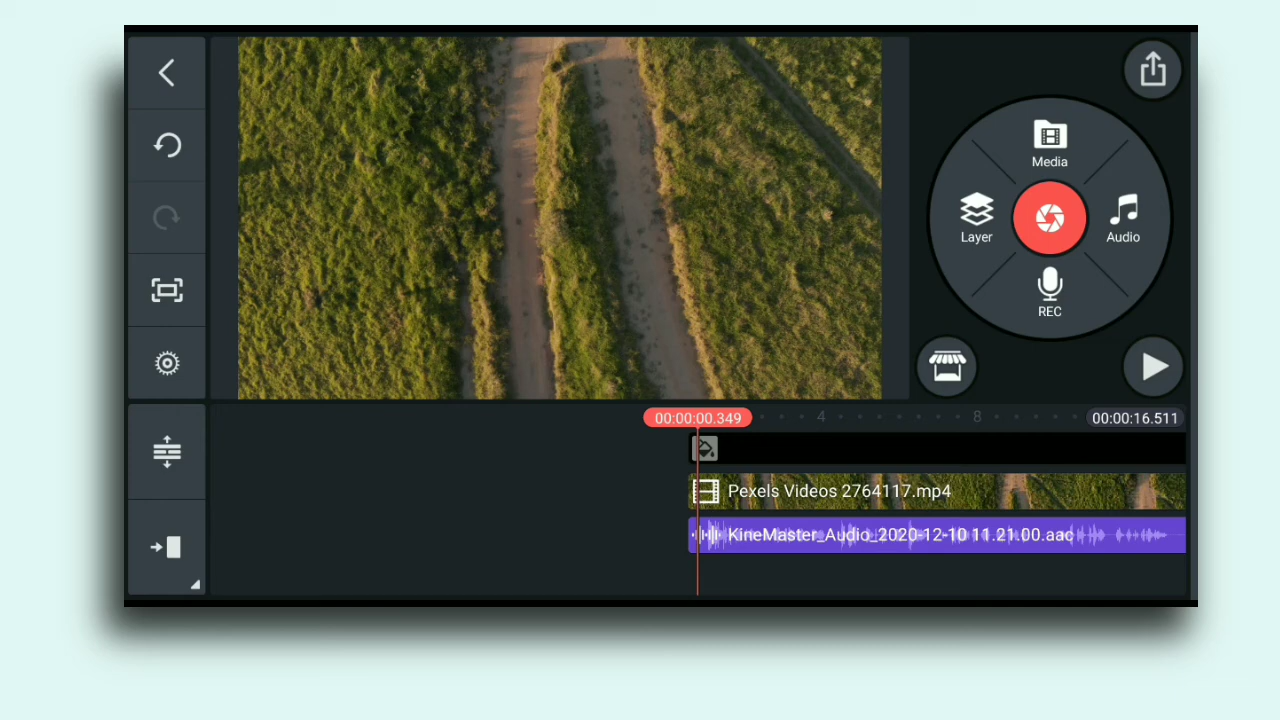 Media
Layer
Audio
REC
00:00:00.349
4
8
00:00:16.511
Pexels Videos 2764117.mp4
KineMaster_Audio_2020-12-10 11.21.00.aac